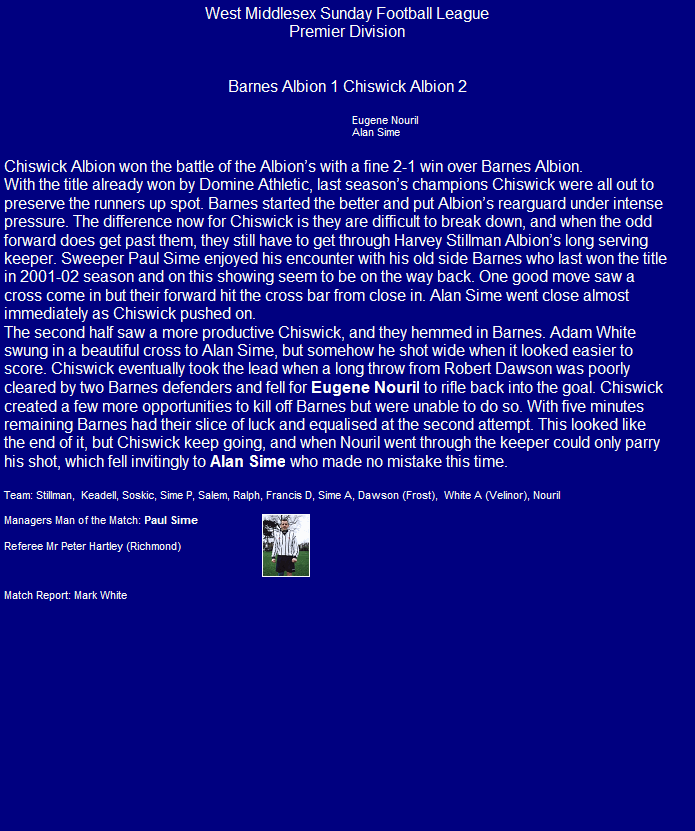 West Middlesex Sunday Football League
Premier Division
Barnes Albion 1 Chiswick Albion 2
Eugene Nouril
Alan Sime
Chiswick Albion won the battle of the Albion’s with a fine 2-1 win over Barnes Albion.
With the title already won by Domine Athletic, last season’s champions Chiswick were all out to
preserve the runners up spot. Barnes started the better and put Albion’s rearguard under intense
pressure. The difference now for Chiswick is they are difficult to break down, and when the odd
forward does get past them, they still have to get through Harvey Stillman Albion’s long serving
keeper. Sweeper Paul Sime enjoyed his encounter with his old side Barnes who last won the title
in 2001-02 season and on this showing seem to be on the way back. One good move saw a
cross come in but their forward hit the cross bar from close in. Alan Sime went close almost
immediately as Chiswick pushed on.
The second half saw a more productive Chiswick, and they hemmed in Barnes. Adam White
swung in a beautiful cross to Alan Sime, but somehow he shot wide when it looked easier to
score. Chiswick eventually took the lead when a long throw from Robert Dawson was poorly
cleared by two Barnes defenders and fell for Eugene Nouril to rifle back into the goal. Chiswick
created a few more opportunities to kill off Barnes but were unable to do so. With five minutes
remaining Barnes had their slice of luck and equalised at the second attempt. This looked like
the end of it, but Chiswick keep going, and when Nouril went through the keeper could only parry
his shot, which fell invitingly to Alan Sime who made no mistake this time.
Team: Stillman,  Keadell, Soskic, Sime P, Salem, Ralph, Francis D, Sime A, Dawson (Frost),  White A (Velinor), Nouril
Managers Man of the Match: Paul Sime
Referee Mr Peter Hartley (Richmond)
Match Report: Mark White